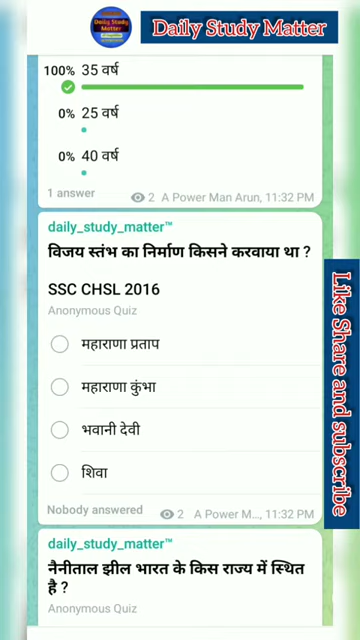 Daily Study Matter
Daily Study Matter
100% 35 वर्ष
0% 25 वर्ष
0% 40 वर्ष
1 answer 2 A Power Man Arun, 11:32 PM
daily_study_matter™
विजय स्तंभ का निर्माण किसने करवाया था ?
SSC CHSL 2016
Anonymous Quiz
महाराणा प्रताप
महाराणा कुंभा
भवानी देवी
शिवा
Nobody answered 2 A Power M..., 11:32 PM
daily_study_matter™
नैनीताल झील भारत के किस राज्य में स्थित
है ?
Anonymous Quiz
Like Share and subscribe